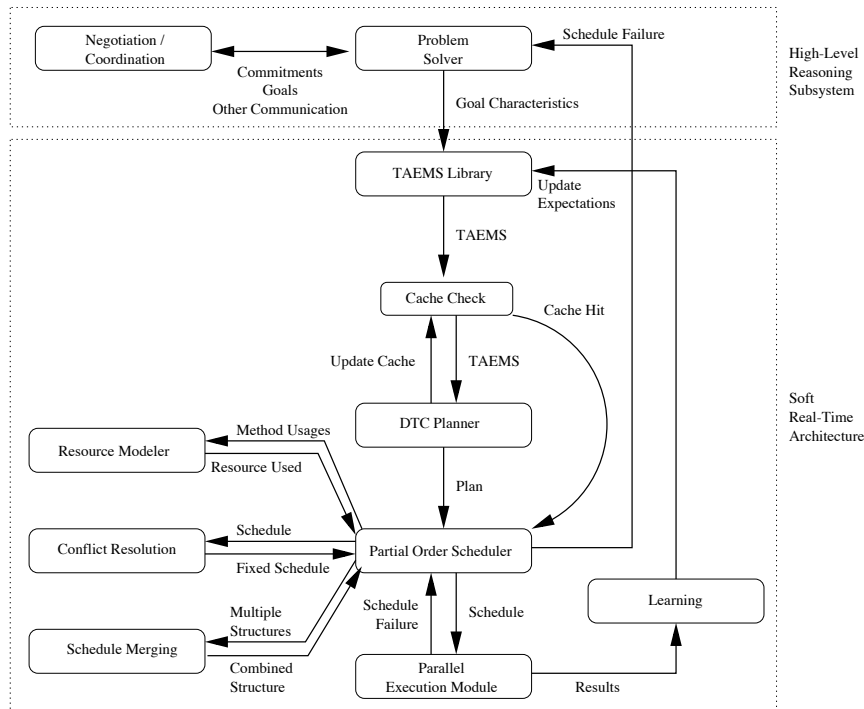 Negotiation /
Coordination
Problem
Solver
Schedule Failure
High-Level
Reasoning
Subsystem
Commitments
Goals
Other Communication
Goal Characteristics
TAEMS Library
Update
Expectations
TAEMS
Cache Check
Cache Hit
Update Cache
TAEMS
Soft
Real-Time
Architecture
DTC Planner
Method Usages
Resource Modeler
Resource Used
Plan
Schedule
Conflict Resolution
Partial Order Scheduler
Fixed Schedule
Multiple
Structures
Schedule
Failure
Schedule
Learning
Schedule Merging
Combined
Structure
Parallel
Execution Module
Results